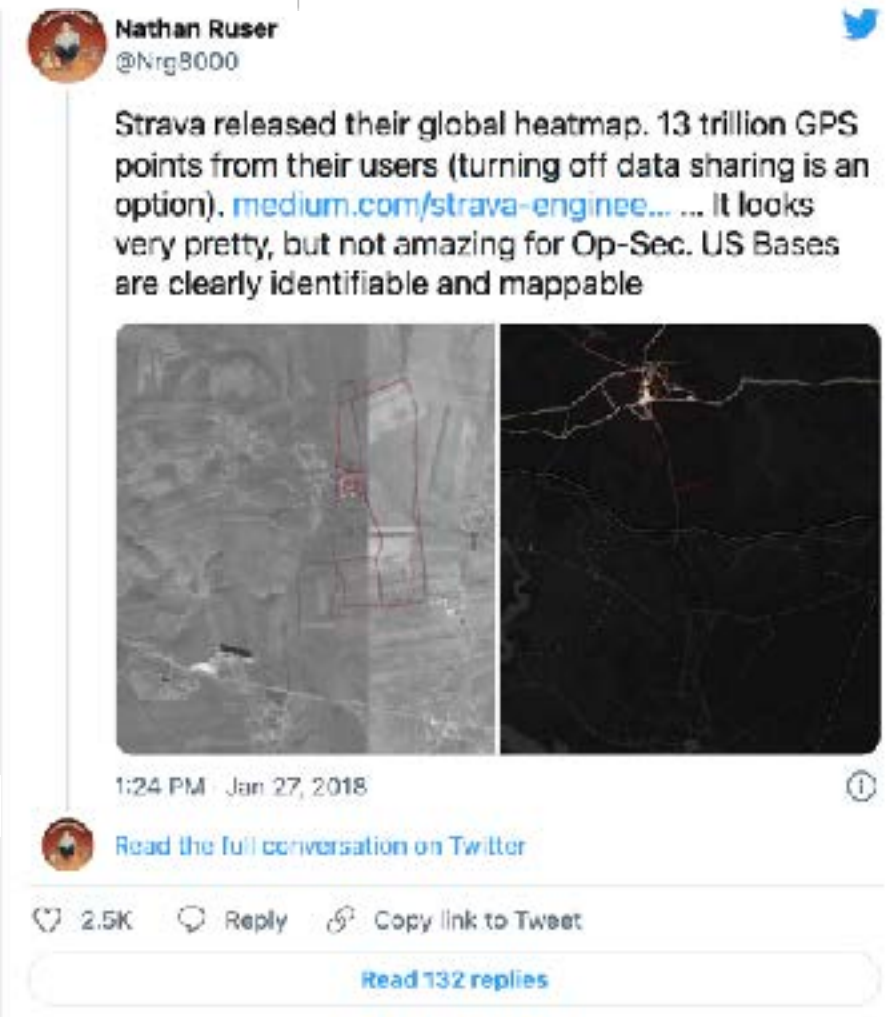 Nathan Ruser
@Nrg8000
Strava released their global heatmap. 13 trillion GPS
points from their users (turning off data sharing is an
option). medium.com/strava-enginee... ... It looks
very pretty, but not amazing for Op-Sec. US Bases
are clearly identifiable and mappable
1:24 PM · Jan 27, 2018
Read the full conversation on Twitter
2.5K Reply Copy link to Tweet
Read 132 replies